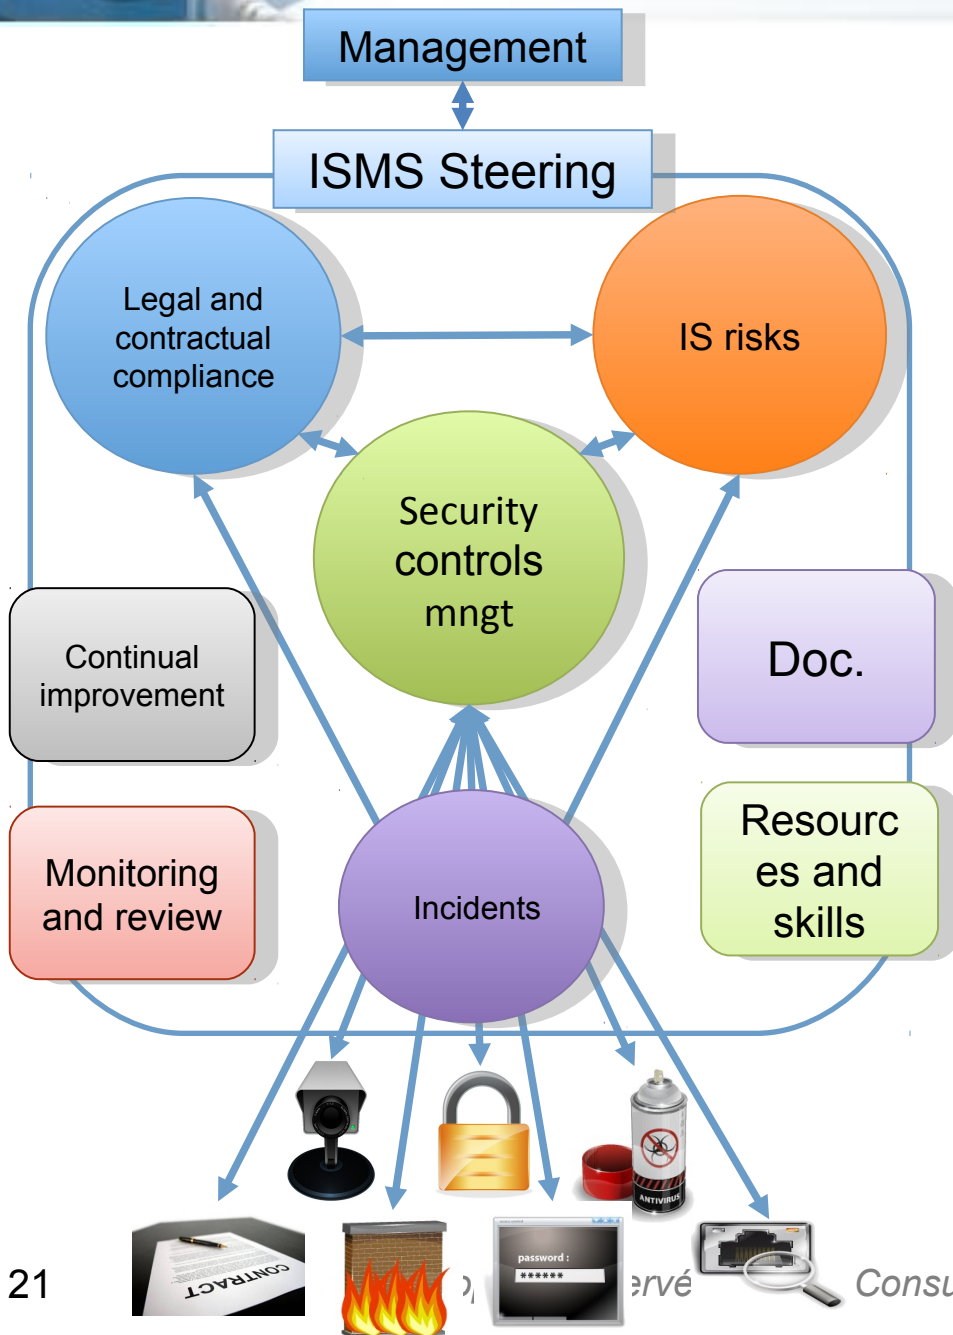 Management
ISMS Steering
Legal and
contractual
compliance
IS risks
Security
controls
mngt
Continual
improvement
Doc.
Monitoring
and review
Resourc
es and
skills
Incidents
ANTIVIRUS
CONTRACT
password :
******
21
Consu